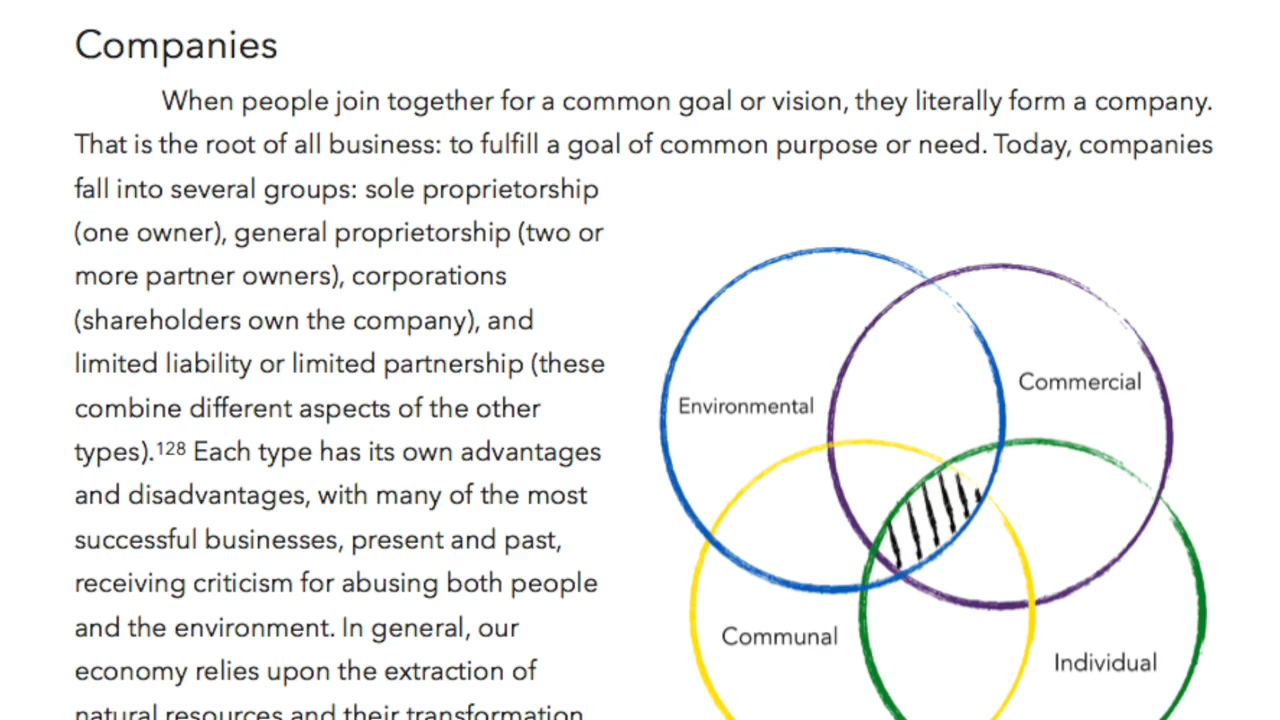 Companies
When people join together for a common goal or vision, they literally form a company.
That is the root of all business: to fulfill a goal of common purpose or need. Today, companies
fall into several groups: sole proprietorship
(one owner), general proprietorship (two or
more partner owners), corporations
(shareholders own the company), and
limited liability or limited partnership (these
combine different aspects of the other
types).128 Each type has its own advantages
and disadvantages, with many of the most
successful businesses, present and past,
receiving criticism for abusing both people
and the environment. In general, our
economy relies upon the extraction of
natural resources and their transformation
Commercial
Environmental
Communal
Individual